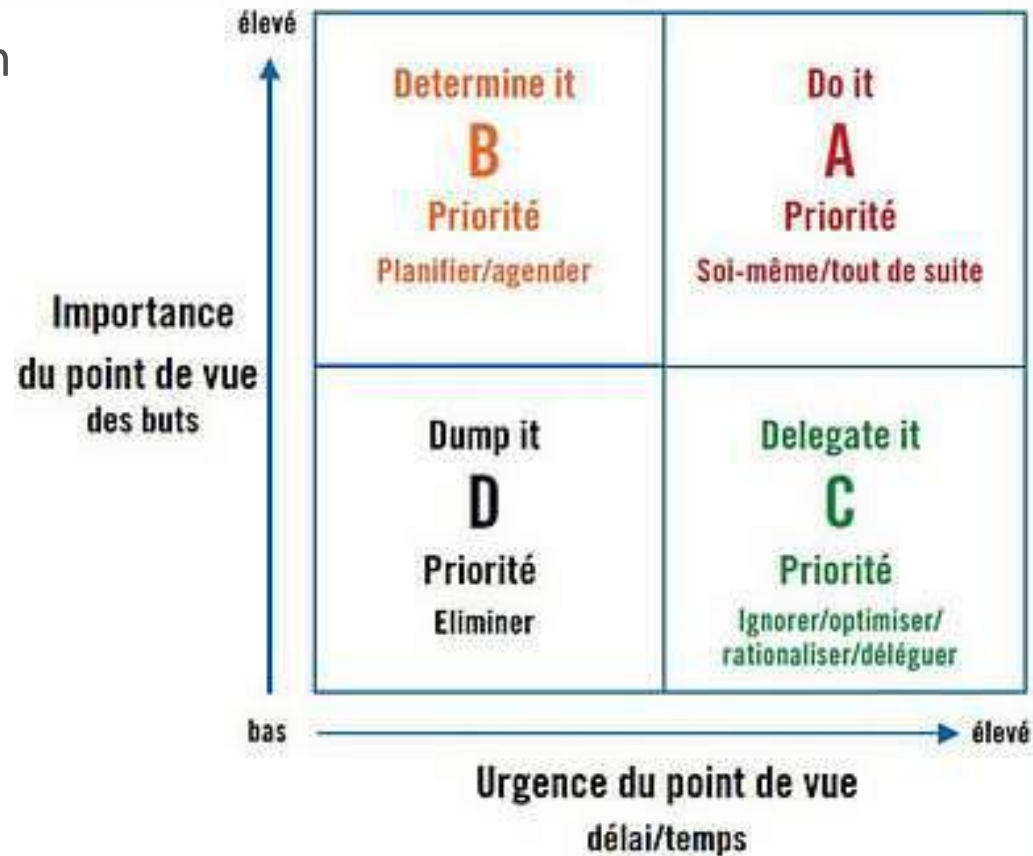 élevé
n
Determine it
B
Priorité
Planifier/agender
Do it
A
Priorité
Soi-même/tout de suite
Importance
du point de vue
des buts
Dump it
D
Priorité
Eliminer
Delegate it
C
Priorité
Ignorer/optimiser/
rationaliser/déléguer
bas
élevé
Urgence du point de vue
délai/temps